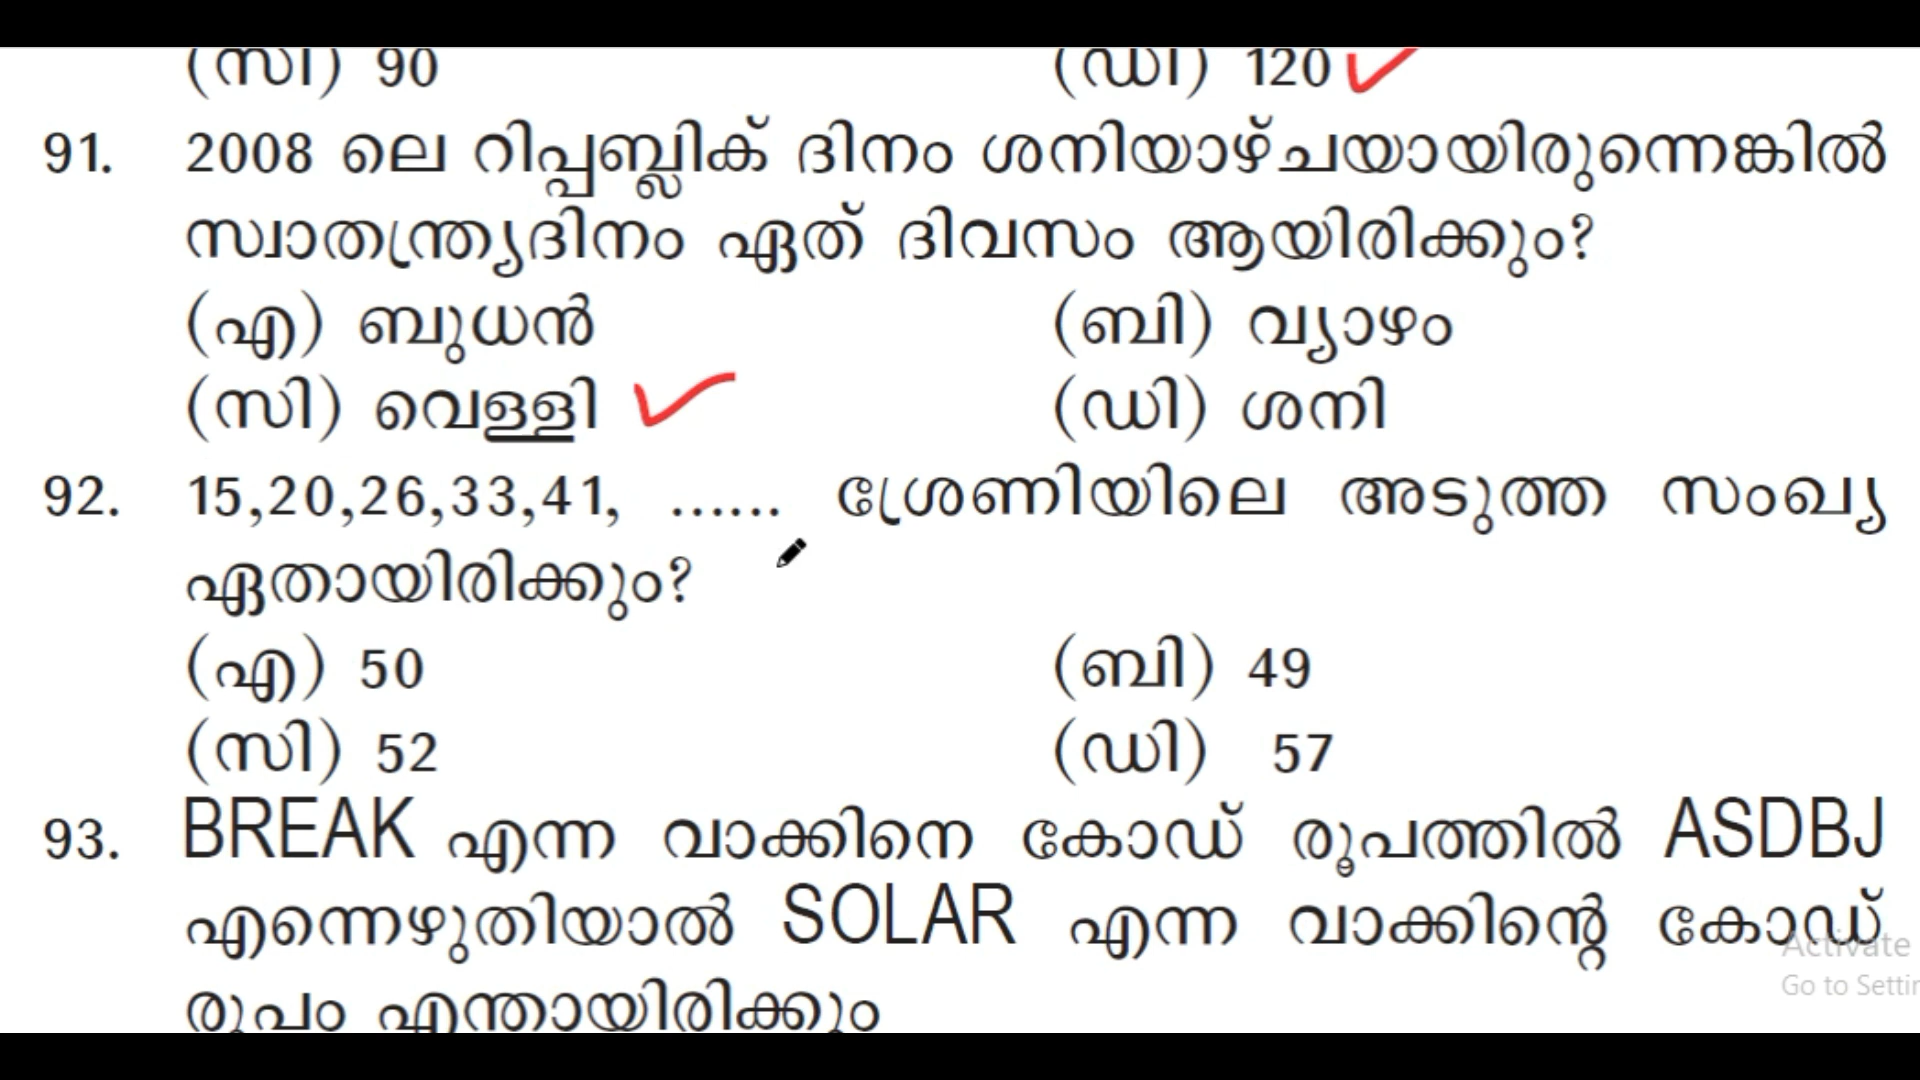 (സി) 90 (ഡി) 120
91. 2008 ലെ റിപ്പബ്ലിക് ദിനം ശനിയാഴ്ചയായിരുന്നെങ്കിൽ
സ്വാതന്ത്ര്യദിനം ഏത് ദിവസം ആയിരിക്കും?
(എ) ബുധൻ (ബി) വ്യാഴം
(സി) വെള്ളി (ഡി) ശനി
92. 15,20,26,33,41, ...... ശ്രേണിയിലെ അടുത്ത സംഖ്യ
ഏതായിരിക്കും?
(എ) 50 (ബി) 49
(സി) 52 (ഡി) 57
93. BREAK എന്ന വാക്കിനെ കോഡ് രൂപത്തിൽ ASDBJ
എന്നെഴുതിയാൽ SOLAR എന്ന വാക്കിന്റെ കോഡ്
രൂപം എന്തായിരിക്കും
Activate
Go to Settin